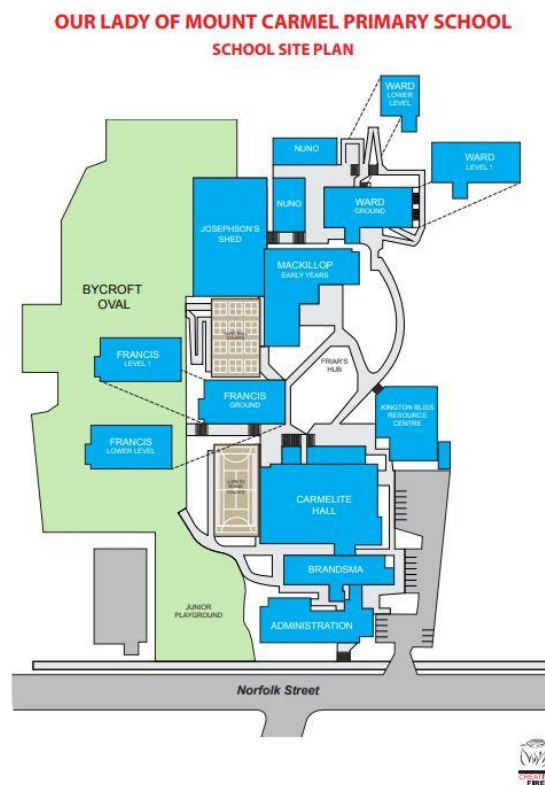 OUR LADY OF MOUNT CARMEL PRIMARY SCHOOL
SCHOOL SITE PLAN
WARD
LOWER
LEVEL
NUNO
WARD
LEVEL 1
NUNO
WARD
GROUND
JOSEPHSON'S
SHED
MACKILLOP
EARLY YEARS
BYCROFT
OVAL
FRANCIS
LEVEL 1
FRIAR'S
HUB
FRANCIS
GROUND
KINGTON BLISS
RESOURCE
CENTRE
FRANCIS
LOWER LEVEL
CARMELITE
HALL
BRANDSMA
JUNIOR
PLAYGROUND
ADMINISTRATION
Norfolk Street